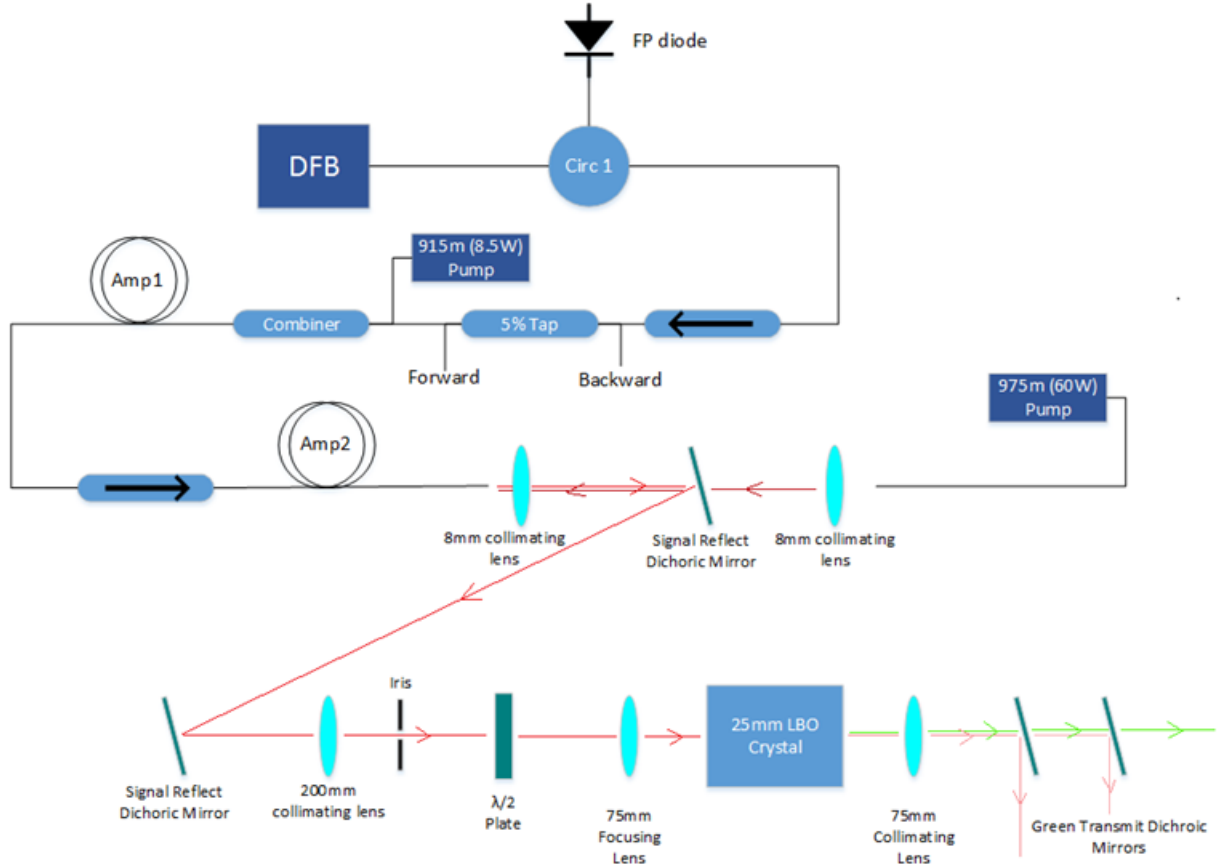 FP diode
DFB
Circ 1
915m (8.5W)
Pump
Amp1
Combiner
5% Tap
Forward
Backward
975m (60W)
Pump
Amp2
8mm collimating
lens
Signal Reflect
Dichoric Mirror
8mm collimating
lens
Iris
25mm LBO
Crystal
Signal Reflect
Dichoric Mirror
200mm
collimating lens
λ/2
Plate
75mm
Focusing
Lens
75mm
Collimating
Lens
Green Transmit Dichroic
Mirrors